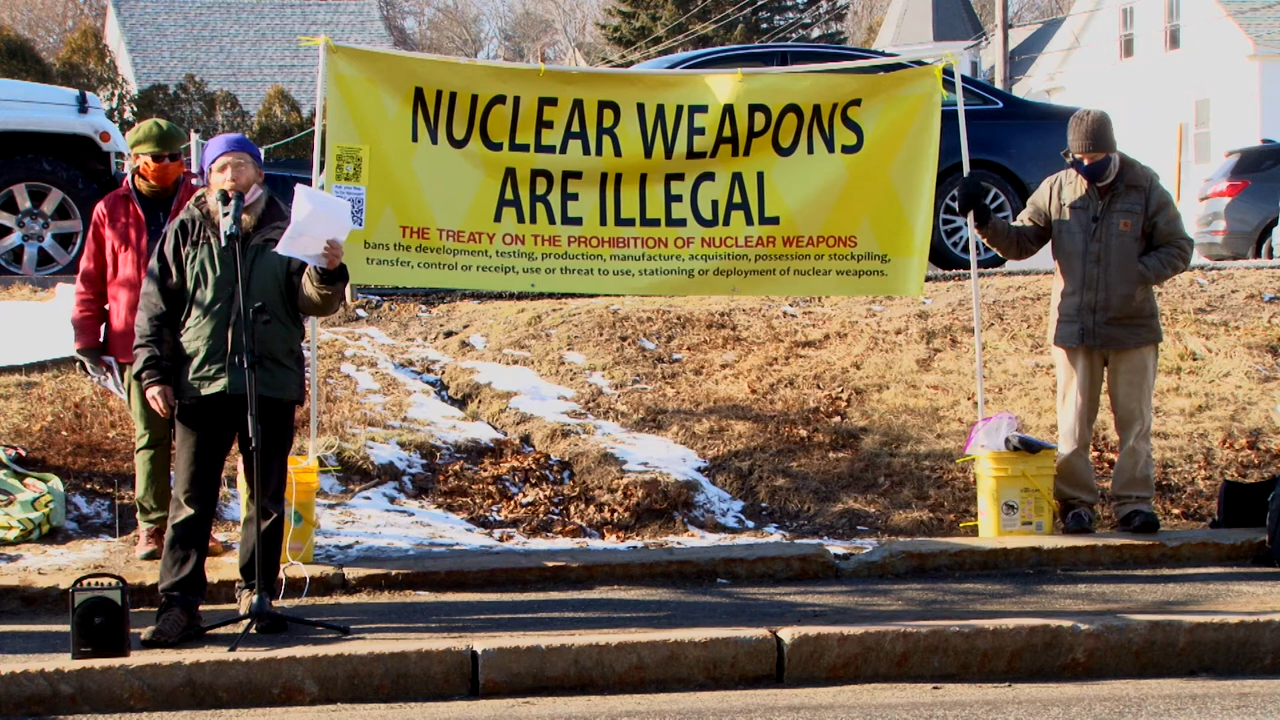 NUCLEAR WEAPONS
ARE ILLEGAL
THE TREATY ON THE PROHIBITION OF NUCLEAR WEAPONS
bans the development, testing, production, manufacture, acquisition, possession or stockpiling,
transfer, control or receipt, use or threat to use, stationing or deployment of nuclear weapons.